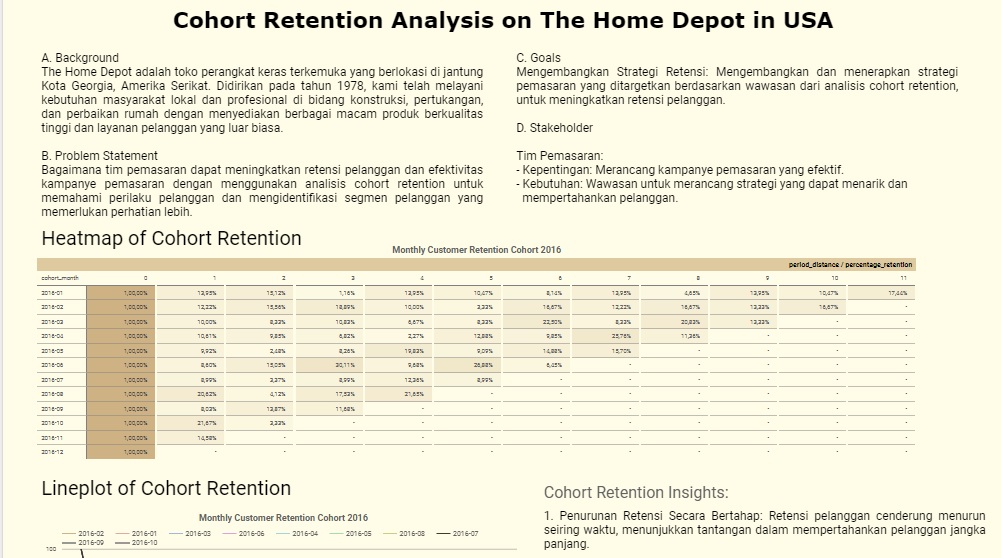 Cohort Retention Analysis on The Home Depot in USA
A. Background
The Home Depot adalah toko perangkat keras terkemuka yang berlokasi di jantung
Kota Georgia, Amerika Serikat. Didirikan pada tahun 1978, kami telah melayani
kebutuhan masyarakat lokal dan profesional di bidang konstruksi, pertukangan,
dan perbaikan rumah dengan menyediakan berbagai macam produk berkualitas
tinggi dan layanan pelanggan yang luar biasa.
B. Problem Statement
Bagaimana tim pemasaran dapat meningkatkan retensi pelanggan dan efektivitas
kampanye pemasaran dengan menggunakan analisis cohort retention untuk
memahami perilaku pelanggan dan mengidentifikasi segmen pelanggan yang
memerlukan perhatian lebih.
C. Goals
Mengembangkan Strategi Retensi: Mengembangkan dan menerapkan strategi
pemasaran yang ditargetkan berdasarkan wawasan dari analisis cohort retention,
untuk meningkatkan retensi pelanggan.
D. Stakeholder
Tim Pemasaran:
- Kepentingan: Merancang kampanye pemasaran yang efektif.
- Kebutuhan: Wawasan untuk merancang strategi yang dapat menarik dan
mempertahankan pelanggan.
Heatmap of Cohort Retention
Monthly Customer Retention Cohort 2016
period_distance / percentage_retention
cohort_month 0 1 2 3 4 5 6 7 8 9 10 11
2016-01 1,00,00% 13,95% 15,12% 1,16% 13,95% 10,47% 8,14% 13,95% 4,65% 13,95% 10,47% 17,44%
2016-02 1,00,00% 12,22% 15,56% 18,89% 10,00% 3,33% 16,67% 12,22% 16,67% 13,33% 16,67% -
2016-03 1,00,00% 10,00% 8,33% 10,83% 6,67% 8,33% 22,50% 8,33% 20,83% 13,33% - -
2016-04 1,00,00% 10,61% 9,85% 6,82% 2,27% 12,88% 9,85% 25,76% 11,36% - - -
2016-05 1,00,00% 9,92% 2,48% 8,26% 19,83% 9,09% 14,88% 15,70% - - - -
2016-06 1,00,00% 8,60% 15,05% 30,11% 9,68% 26,88% 6,45% - - - - -
2016-07 1,00,00% 8,99% 3,37% 8,99% 12,36% 8,99% - - - - - -
2016-08 1,00,00% 20,62% 4,12% 17,53% 21,65% - - - - - - -
2016-09 1,00,00% 8,03% 13,87% 11,68% - - - - - - - -
2016-10 1,00,00% 21,67% 3,33% - - - - - - - - -
2016-11 1,00,00% 14,58% - - - - - - - - - -
2016-12 1,00,00% - - - - - - - - - - -
Lineplot of Cohort Retention
Monthly Customer Retention Cohort 2016
2016-02 2016-01 2016-03 2016-06 2016-04 2016-05 2016-08 2016-07
2016-09 2016-10
100
Cohort Retention Insights:
1. Penurunan Retensi Secara Bertahap: Retensi pelanggan cenderung menurun
seiring waktu, menunjukkan tantangan dalam mempertahankan pelanggan jangka
panjang.